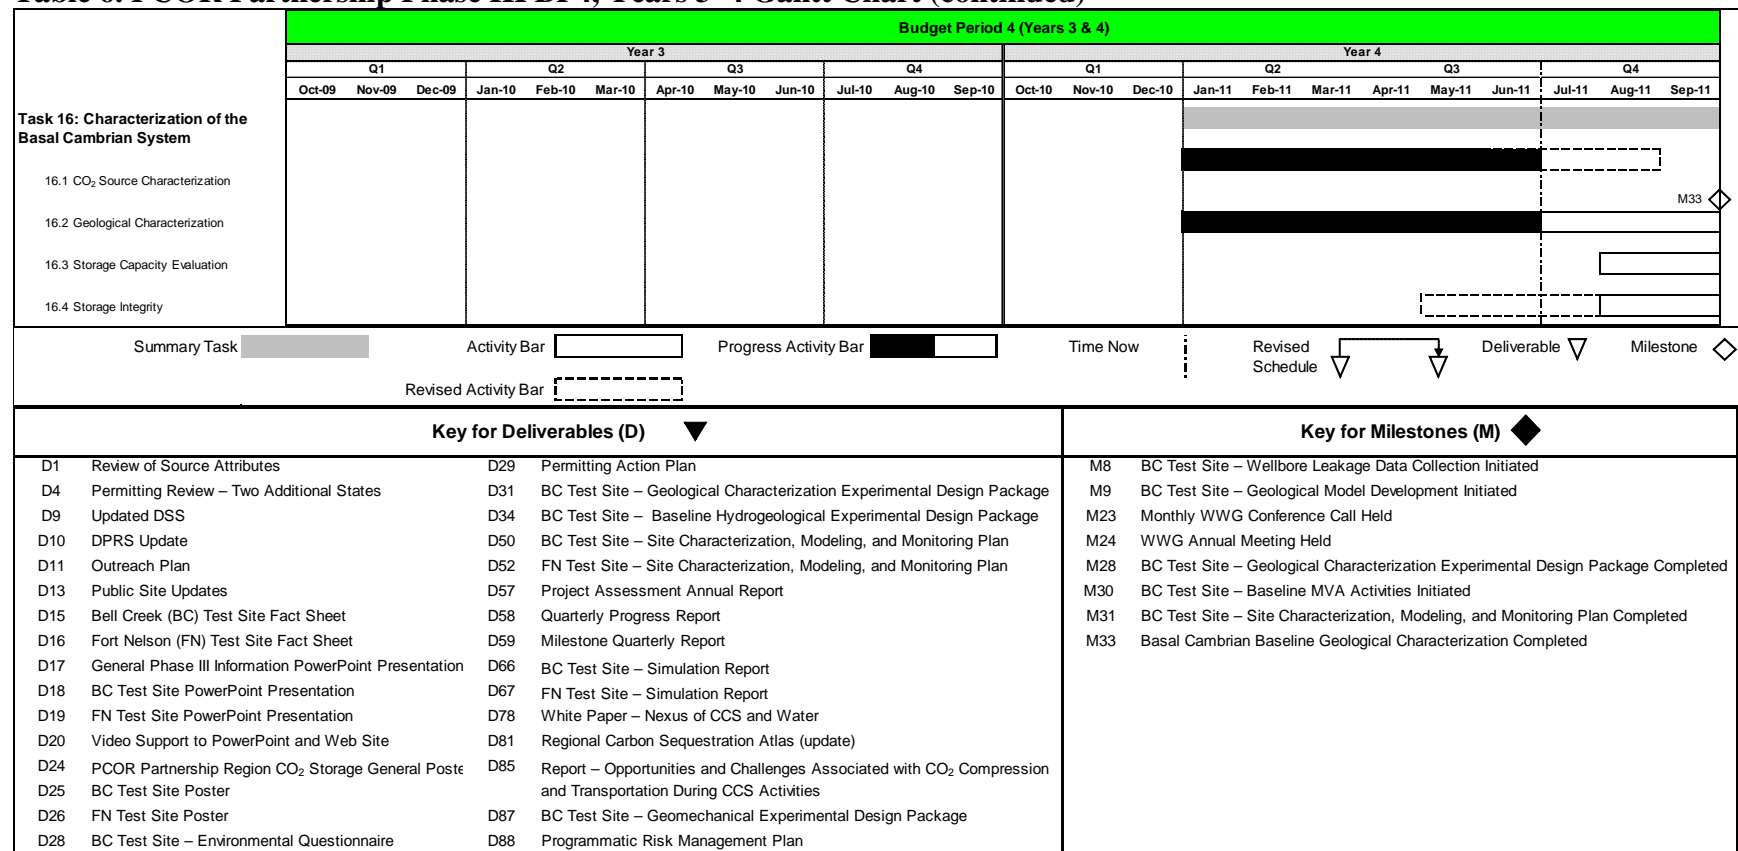 Table 6. PCOR Partnership Phase III BP4, Years 3–4 Gantt Chart (continued)
Budget Period 4 (Years 3 & 4)
Year 3 Year 4
Q1 Q2 Q3 Q4 Q1 Q2 Q3 Q4
Oct-09 Nov-09 Dec-09 Jan-10 Feb-10 Mar-10 Apr-10 May-10 Jun-10 Jul-10 Aug-10 Sep-10 Oct-10 Nov-10 Dec-10 Jan-11 Feb-11 Mar-11 Apr-11 May-11 Jun-11 Jul-11 Aug-11 Sep-11
Task 16: Characterization of the
Basal Cambrian System
16.1 CO2 Source Characterization
M33
16.2 Geological Characterization
16.3 Storage Capacity Evaluation
16.4 Storage Integrity
Summary Task Activity Bar Progress Activity Bar Time Now Revised Schedule Deliverable Milestone
Revised Activity Bar
Key for Deliverables (D)
D1 Review of Source Attributes
D4 Permitting Review – Two Additional States
D9 Updated DSS
D10 DPRS Update
D11 Outreach Plan
D13 Public Site Updates
D15 Bell Creek (BC) Test Site Fact Sheet
D16 Fort Nelson (FN) Test Site Fact Sheet
D17 General Phase III Information PowerPoint Presentation
D18 BC Test Site PowerPoint Presentation
D19 FN Test Site PowerPoint Presentation
D20 Video Support to PowerPoint and Web Site
D24 PCOR Partnership Region CO2 Storage General Poste
D25 BC Test Site Poster
D26 FN Test Site Poster
D28 BC Test Site – Environmental Questionnaire
D29 Permitting Action Plan
D31 BC Test Site – Geological Characterization Experimental Design Package
D34 BC Test Site – Baseline Hydrogeological Experimental Design Package
D50 BC Test Site – Site Characterization, Modeling, and Monitoring Plan
D52 FN Test Site – Site Characterization, Modeling, and Monitoring Plan
D57 Project Assessment Annual Report
D58 Quarterly Progress Report
D59 Milestone Quarterly Report
D66 BC Test Site – Simulation Report
D67 FN Test Site – Simulation Report
D78 White Paper – Nexus of CCS and Water
D81 Regional Carbon Sequestration Atlas (update)
D85 Report – Opportunities and Challenges Associated with CO2 Compression
and Transportation During CCS Activities
D87 BC Test Site – Geomechanical Experimental Design Package
D88 Programmatic Risk Management Plan
Key for Milestones (M)
M8 BC Test Site – Wellbore Leakage Data Collection Initiated
M9 BC Test Site – Geological Model Development Initiated
M23 Monthly WWG Conference Call Held
M24 WWG Annual Meeting Held
M28 BC Test Site – Geological Characterization Experimental Design Package Completed
M30 BC Test Site – Baseline MVA Activities Initiated
M31 BC Test Site – Site Characterization, Modeling, and Monitoring Plan Completed
M33 Basal Cambrian Baseline Geological Characterization Completed